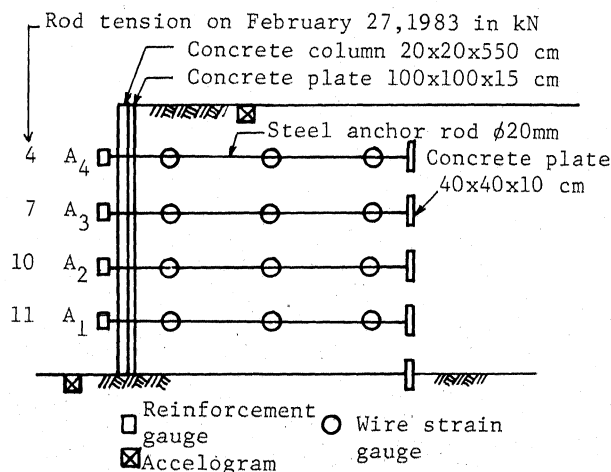 Rod tension on February 27,1983 in kN
Concrete column 20x20x550 cm
Concrete plate 100x100x15 cm
Steel anchor rod ϕ20mm
4 A4
Concrete plate
40x40x10 cm
7 A3
10 A2
11 A1
Reinforcement
gauge
Wire strain
gauge
Accelogram